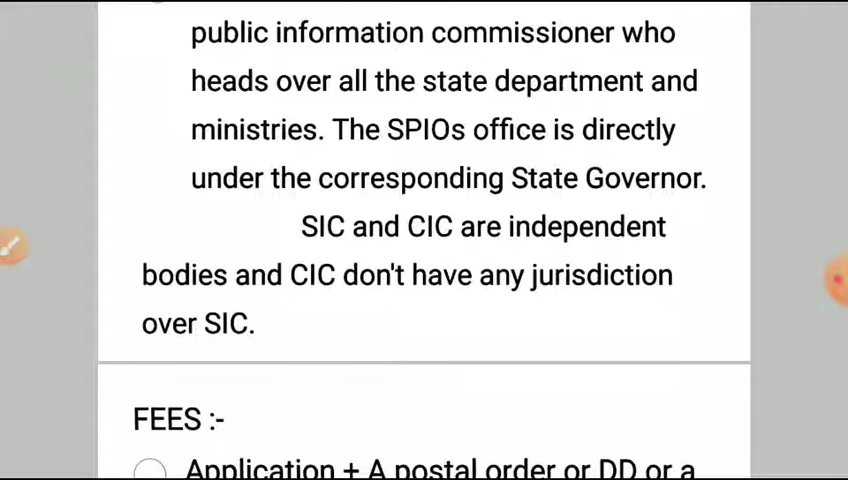 public information commissioner who
heads over all the state department and
ministries. The SPIOs office is directly
under the corresponding State Governor.
SIC and CIC are independent
bodies and CIC don't have any jurisdiction
over SIC.
FEES :-
Application + A postal order or DD or a